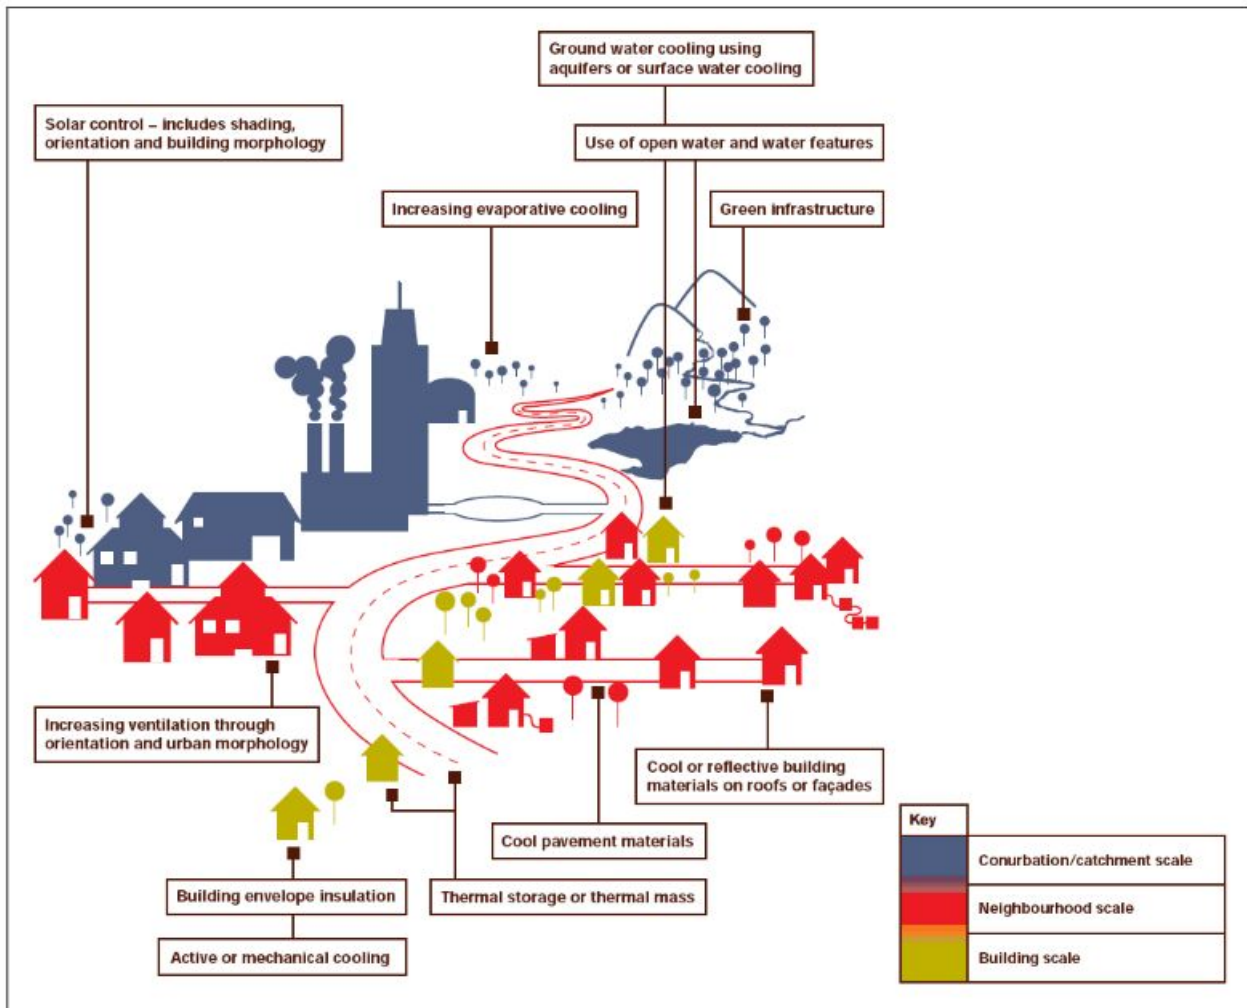 Ground water cooling using
aquifers or surface water cooling
Solar control – includes shading,
orientation and building morphology
Use of open water and water features
Increasing evaporative cooling
Green infrastructure
Increasing ventilation through
orientation and urban morphology
Cool or reflective building
materials on roofs or façades
Cool pavement materials
Building envelope insulation
Thermal storage or thermal mass
Active or mechanical cooling
Key
Conurbation/catchment scale
Neighbourhood scale
Building scale